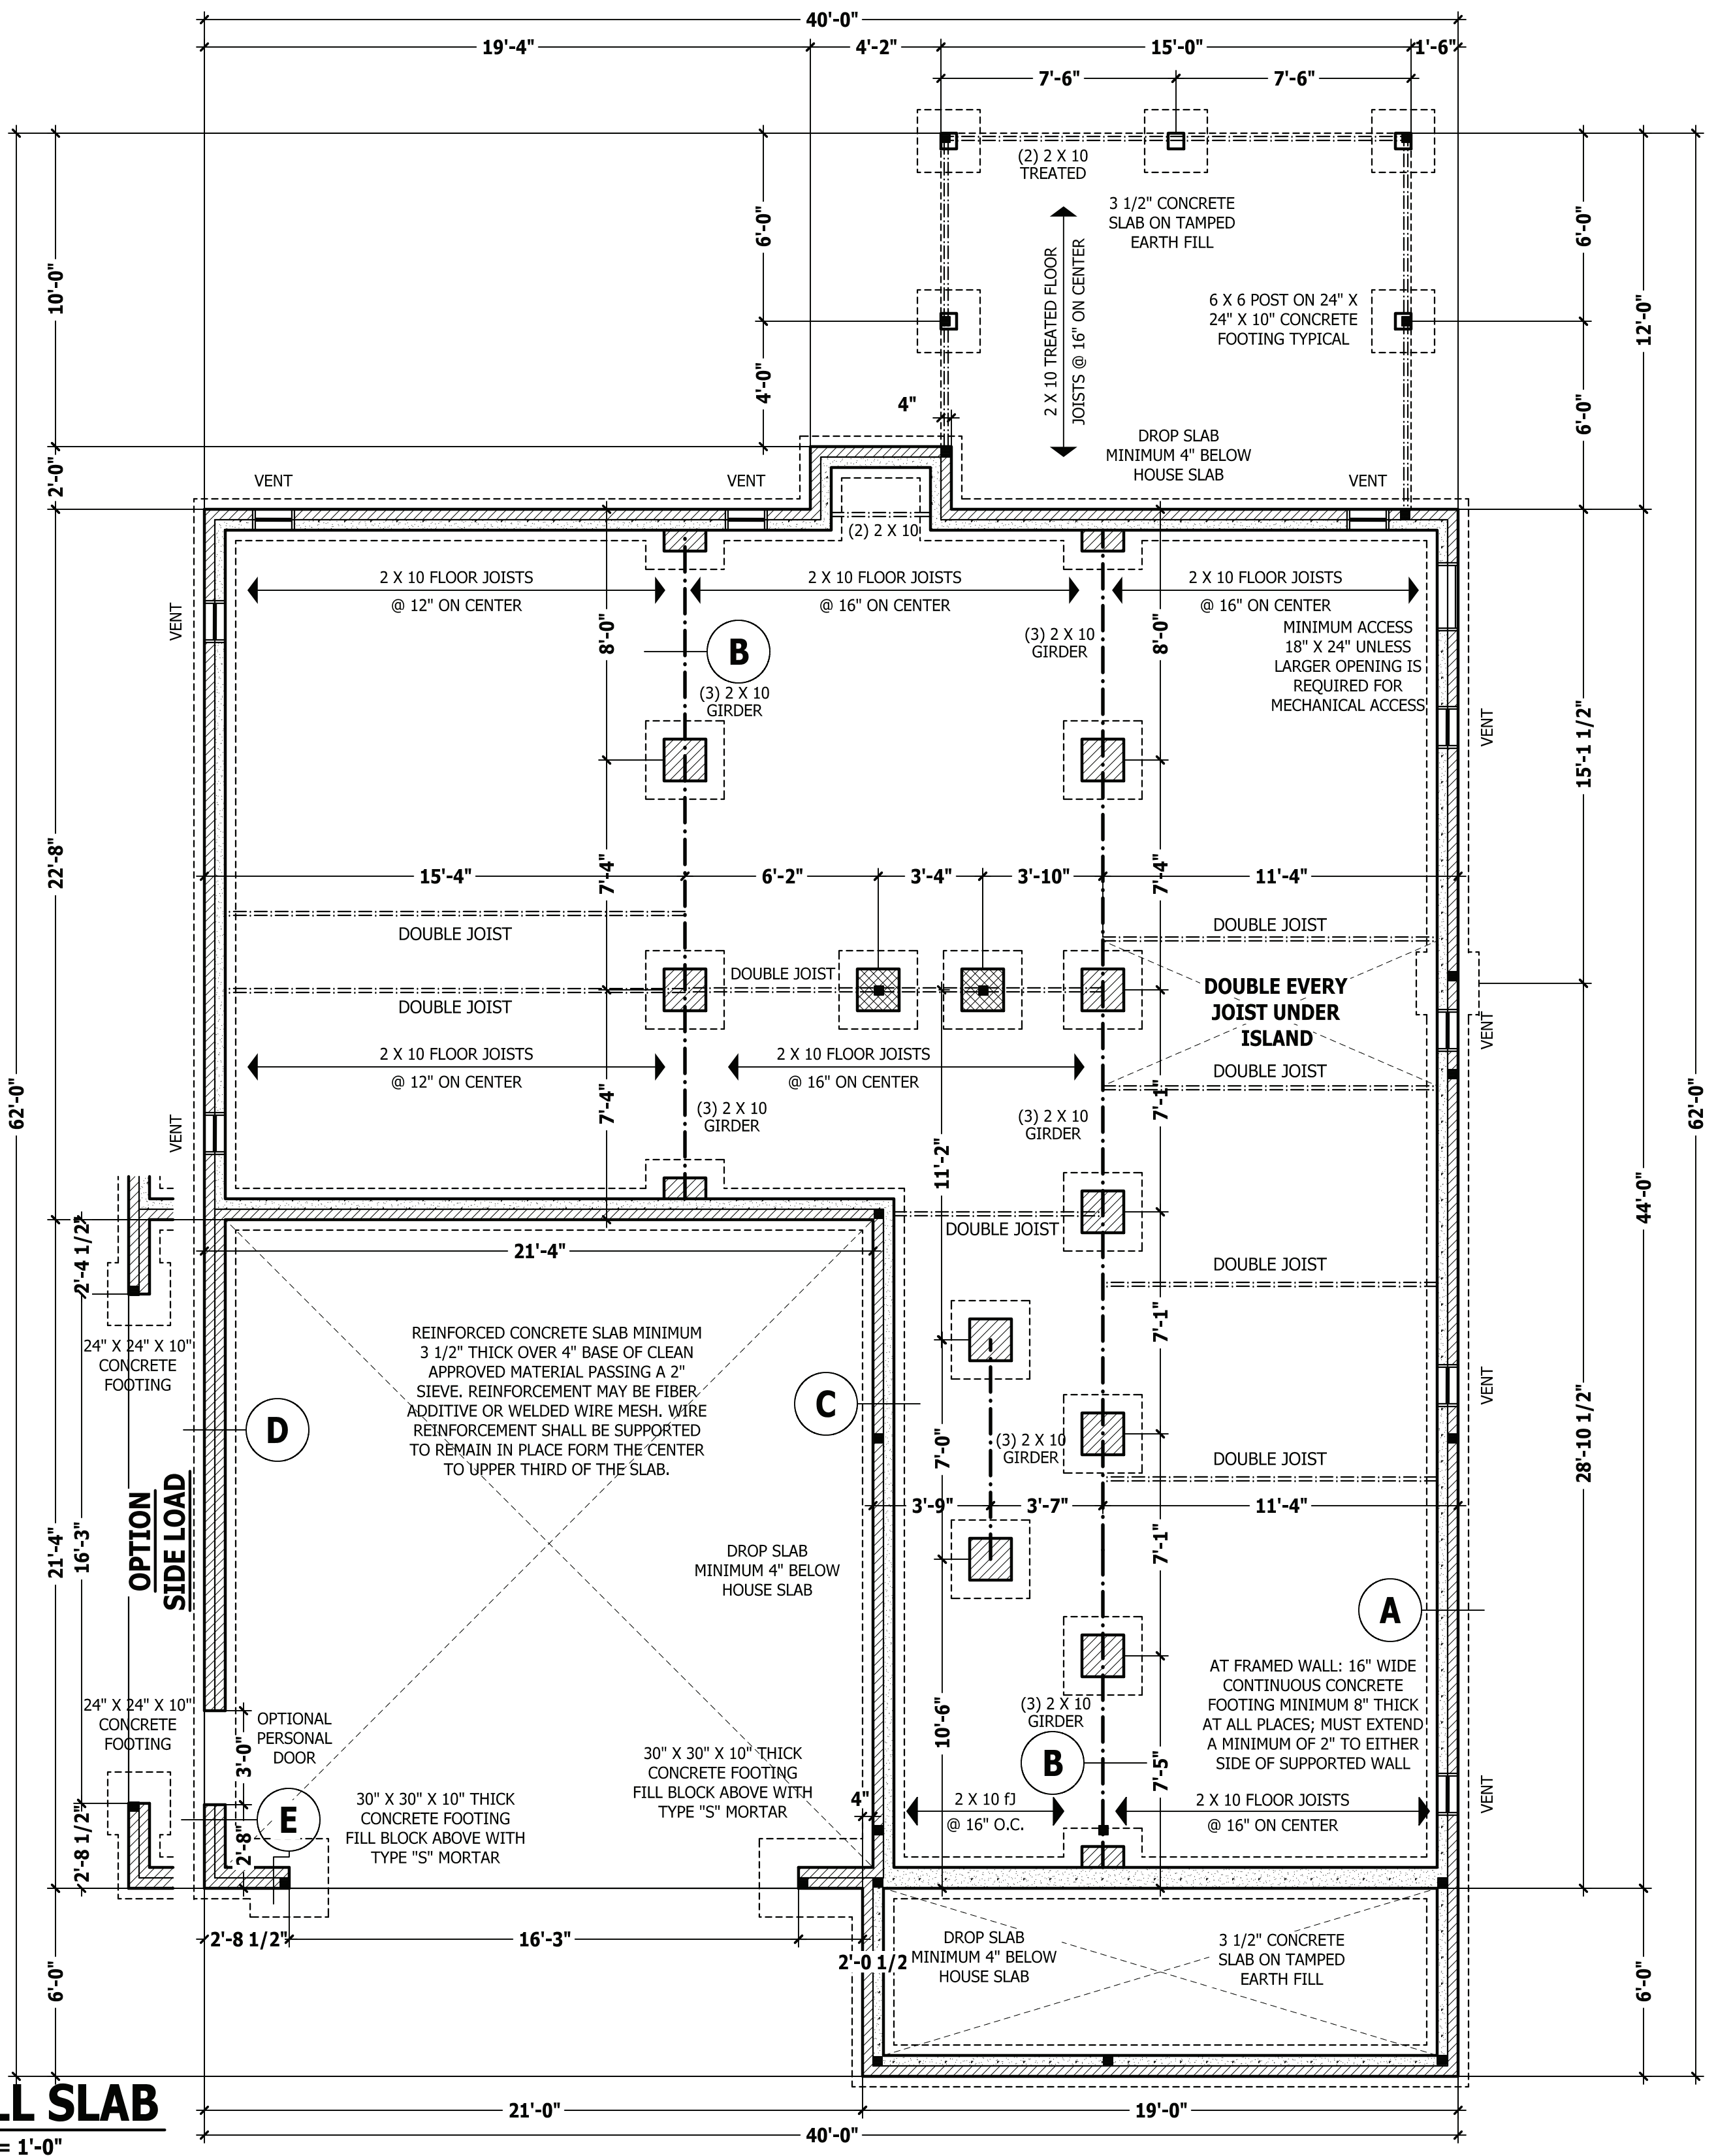 40'-0"
19'-4"
4'-2"
15'-0"
1'-6"
7'-6"
7'-6"
(2) 2 X 10
TREATED
3 1/2" CONCRETE
SLAB ON TAMPED
EARTH FILL
6'-0"
6'-0"
10'-0"
2 X 10 TREATED FLOOR
JOISTS @ 16" ON CENTER
6 X 6 POST ON 24" X
24" X 10" CONCRETE
FOOTING TYPICAL
12'-0"
4'-0"
4"
6'-0"
DROP SLAB
MINIMUM 4" BELOW
HOUSE SLAB
2'-0"
VENT
VENT
VENT
(2) 2 X 10
2 X 10 FLOOR JOISTS
@ 12" ON CENTER
2 X 10 FLOOR JOISTS
@ 16" ON CENTER
2 X 10 FLOOR JOISTS
@ 16" ON CENTER
VENT
8'-0"
B
(3) 2 X 10
GIRDER
(3) 2 X 10
GIRDER
8'-0"
MINIMUM ACCESS
18" X 24" UNLESS
LARGER OPENING IS
REQUIRED FOR
MECHANICAL ACCESS
VENT
15'-1 1/2"
22'-8"
7'-4"
7'-4"
15'-4"
6'-2"
3'-4"
3'-10"
11'-4"
DOUBLE JOIST
DOUBLE JOIST
DOUBLE JOIST
DOUBLE JOIST
DOUBLE EVERY
JOIST UNDER
ISLAND
VENT
DOUBLE JOIST
2 X 10 FLOOR JOISTS
@ 12" ON CENTER
2 X 10 FLOOR JOISTS
@ 16" ON CENTER
62'-0"
62'-0"
VENT
7'-4"
(3) 2 X 10
GIRDER
(3) 2 X 10
GIRDER
7'-1"
11'-2"
44'-0"
2'-4 1/2"
21'-4"
DOUBLE JOIST
DOUBLE JOIST
24" X 24" X 10"
CONCRETE
FOOTING
REINFORCED CONCRETE SLAB MINIMUM
3 1/2" THICK OVER 4" BASE OF CLEAN
APPROVED MATERIAL PASSING A 2"
SIEVE. REINFORCEMENT MAY BE FIBER
ADDITIVE OR WELDED WIRE MESH. WIRE
REINFORCEMENT SHALL BE SUPPORTED
TO REMAIN IN PLACE FORM THE CENTER
TO UPPER THIRD OF THE SLAB.
7'-1"
VENT
C
D
7'-0"
(3) 2 X 10
GIRDER
DOUBLE JOIST
28'-10 1/2"
OPTION
SIDE LOAD
21'-4"
16'-3"
3'-9"
3'-7"
11'-4"
7'-1"
DROP SLAB
MINIMUM 4" BELOW
HOUSE SLAB
A
AT FRAMED WALL: 16" WIDE
CONTINUOUS CONCRETE
FOOTING MINIMUM 8" THICK
AT ALL PLACES; MUST EXTEND
A MINIMUM OF 2" TO EITHER
SIDE OF SUPPORTED WALL
24" X 24" X 10"
CONCRETE
FOOTING
OPTIONAL
PERSONAL
DOOR
3'-0"
(3) 2 X 10
GIRDER
B
10'-6"
7'-5"
30" X 30" X 10" THICK
CONCRETE FOOTING
FILL BLOCK ABOVE WITH
TYPE "S" MORTAR
E
30" X 30" X 10" THICK
CONCRETE FOOTING
FILL BLOCK ABOVE WITH
TYPE "S" MORTAR
4"
2 X 10 fJ
@ 16" O.C.
2 X 10 FLOOR JOISTS
@ 16" ON CENTER
VENT
2'-8 1/2"
2'-8"
2'-8 1/2"
16'-3"
2'-0 1/2
DROP SLAB
MINIMUM 4" BELOW
HOUSE SLAB
3 1/2" CONCRETE
SLAB ON TAMPED
EARTH FILL
6'-0"
6'-0"
LL SLAB
= 1'-0"
21'-0"
19'-0"
40'-0"